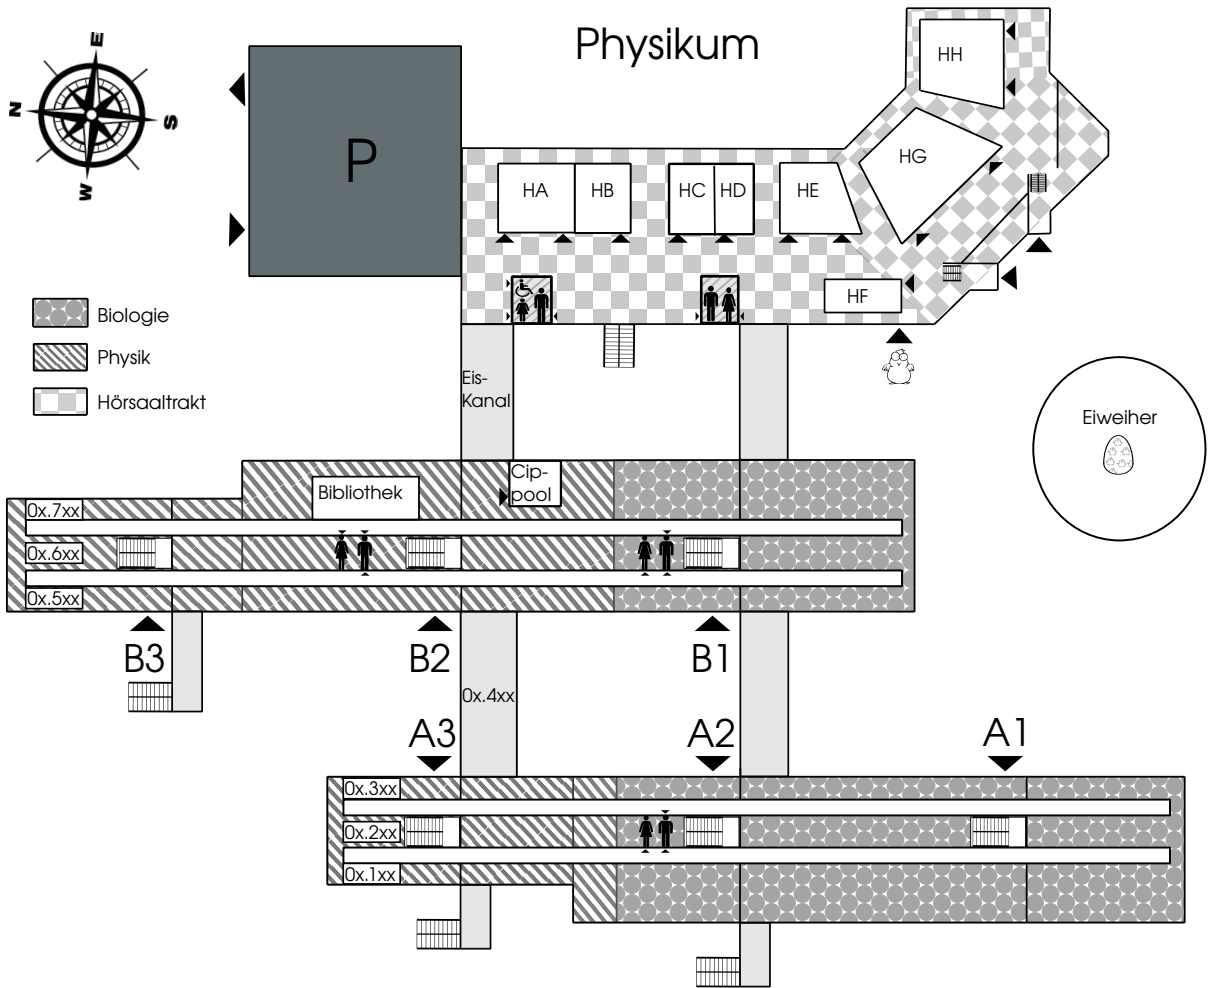 Physikum
E
N
S
W
P
HH
HG
HA
HB
HC
HD
HE
HF
Biologie
Physik
Hörsaaltrakt
Eis-
Kanal
Eiweiher
Cip-
pool
Bibliothek
0x.7xx
0x.6xx
0x.5xx
B3
B2
B1
0x.4xx
A3
A2
A1
0x.3xx
0x.2xx
0x.1xx